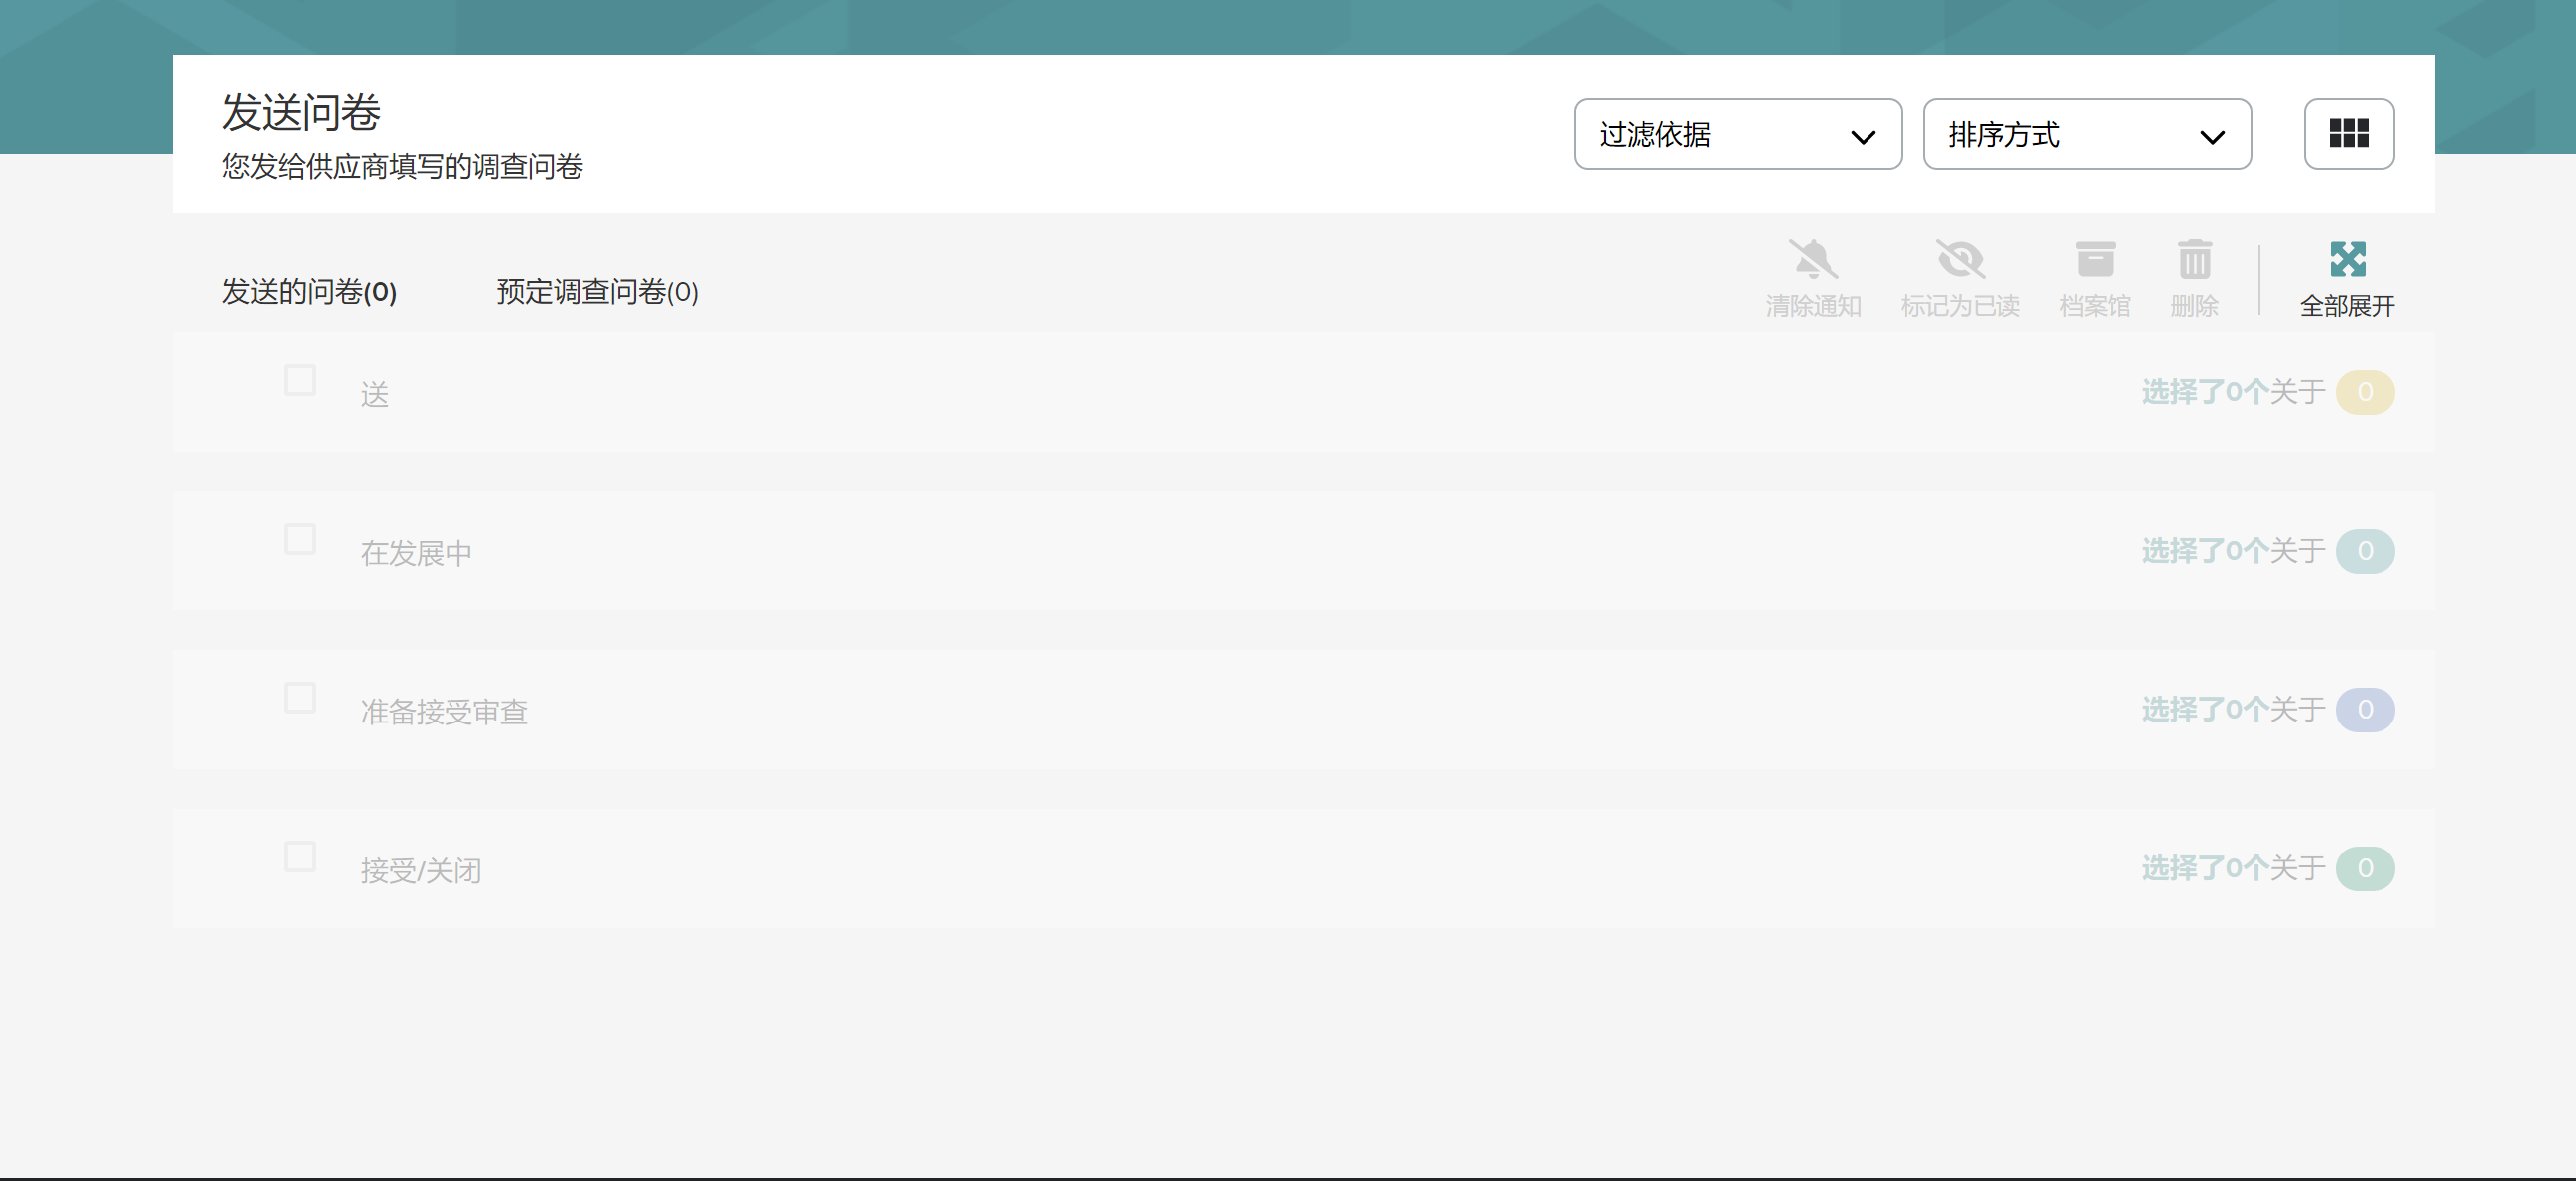 发送问卷
您发给供应商填写的调查问卷
过滤依据
排序方式
发送的问卷(0)
预定调查问卷(0)
清除通知
标记为已读
档案馆
删除
全部展开
送
选择了0个关于 0
在发展中
选择了0个关于 0
准备接受审查
选择了0个关于 0
接受/关闭
选择了0个关于 0